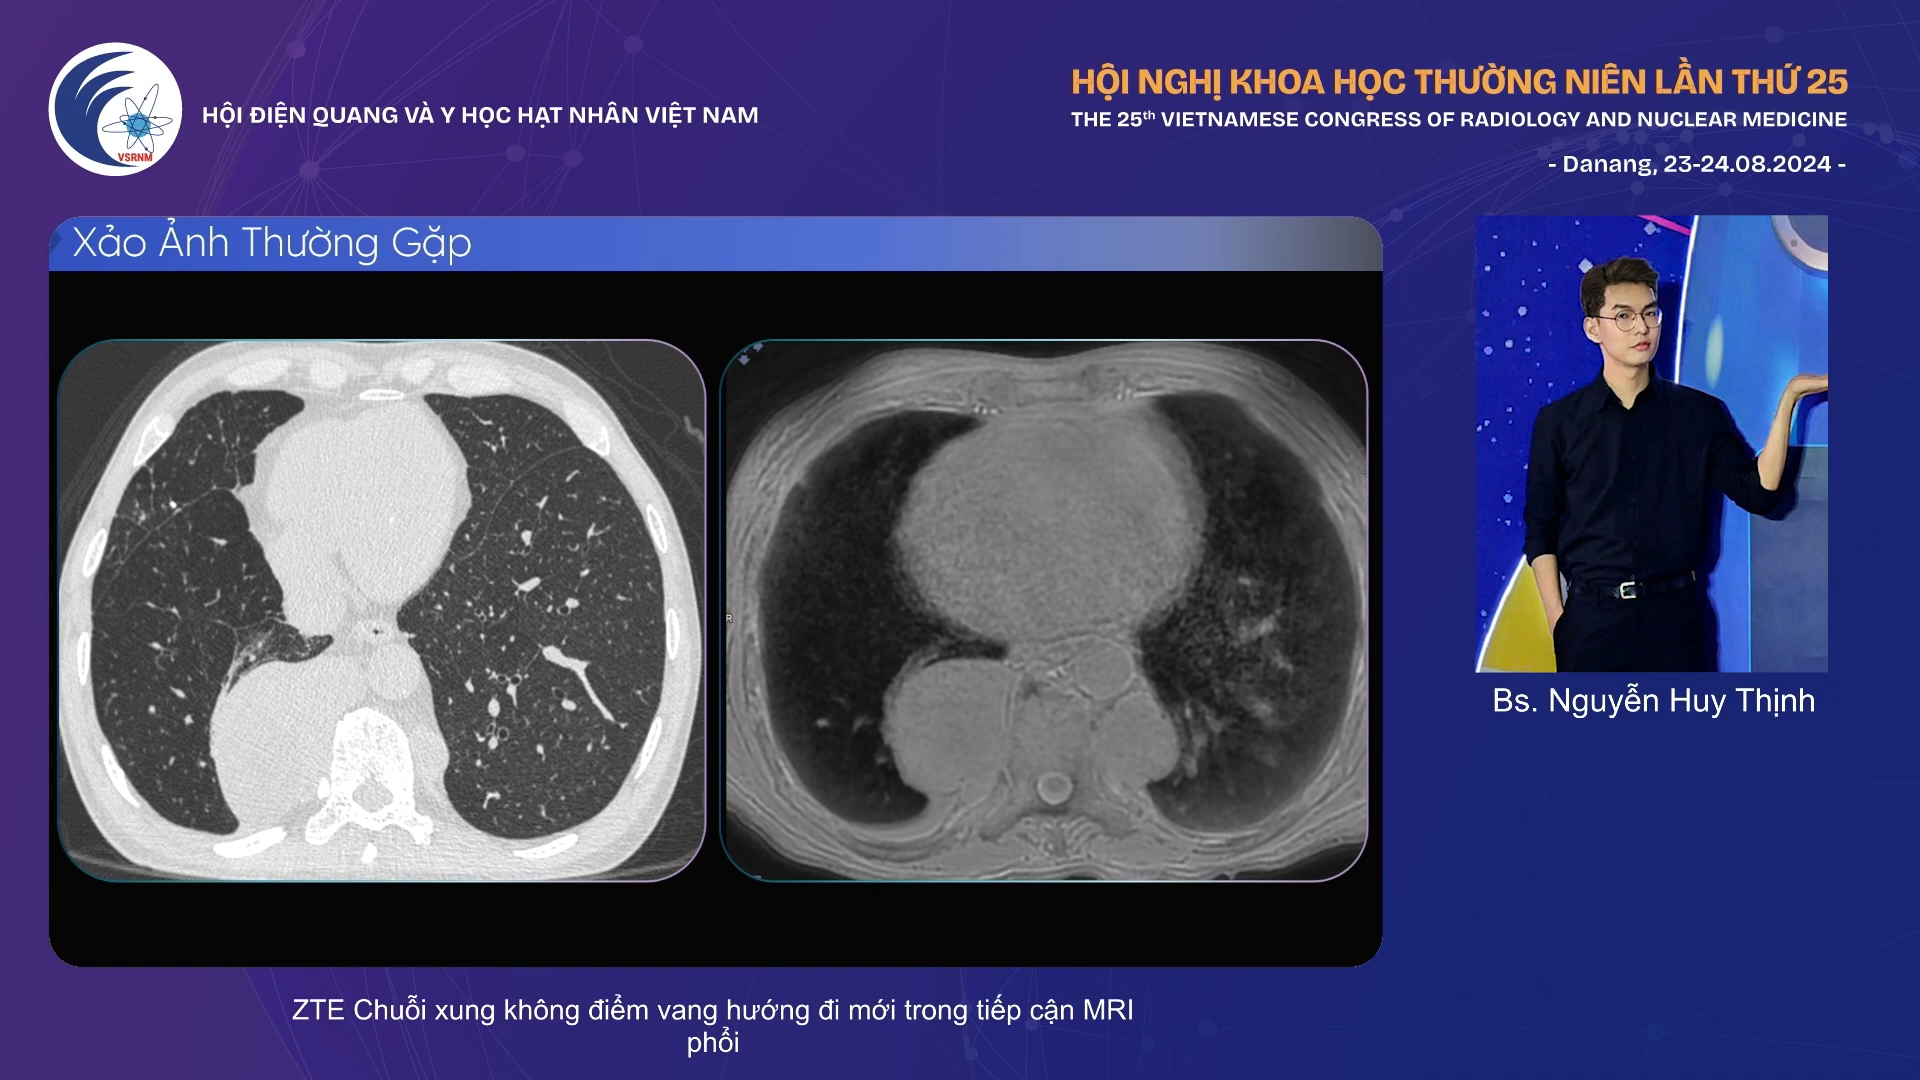 VSRNM
HỘI ĐIỆN QUANG VÀ Y HỌC HẠT NHÂN VIỆT NAM
HỘI NGHỊ KHOA HỌC THƯỜNG NIÊN LẦN THỨ 25
THE 25th VIETNAMESE CONGRESS OF RADIOLOGY AND NUCLEAR MEDICINE
- Danang, 23-24.08.2024 -
Xảo Ảnh Thường Gặp
R
Bs. Nguyễn Huy Thịnh
ZTE Chuỗi xung không điểm vang hướng đi mới trong tiếp cận MRI
phổi